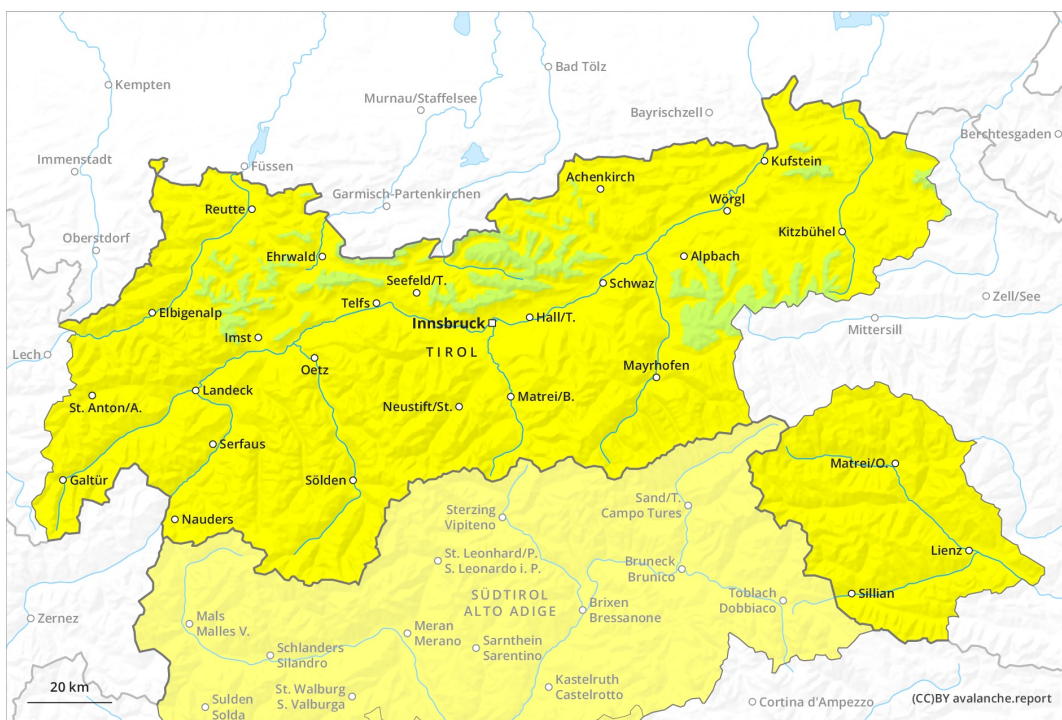 Kempten
Bad Tölz
Murnau/Staffelsee
Bayrischzell
Berchtesgaden
Immenstadt
Füssen
Kufstein
Achenkirch
Garmisch-Partenkirchen
Wörgl
Reutte
Oberstdorf
Kitzbühel
Ehrwald
Alpbach
Seefeld/T.
Schwaz
Telfs
Zell/See
Elbigenalp
Hall/T.
Innsbruck
Mittersill
Imst
Lech
TIROL
Oetz
Mayrhofen
Landeck
Matrei/B.
St. Anton/A.
Neustift/St.
Serfaus
Matrei/O.
Galtür
Sölden
Sand/T.
Campo Tures
Sterzing
Vipiteno
Nauders
Lienz
St. Leonhard/P.
S. Leonardo i. P.
Bruneck
Brunico
SÜDTIROL
ALTO ADIGE
Toblach
Dobbiaco
Sillian
Brixen
Bressanone
Zernez
Mals
Malles V.
Meran
Merano
Sarnthein
Sarentino
Schlanders
Silandro
Kastelruth
Castelrotto
20 km
St. Walburg
S. Valburga
Sulden
Solda
Cortina d'Ampezzo
(CC)BY avalanche.report